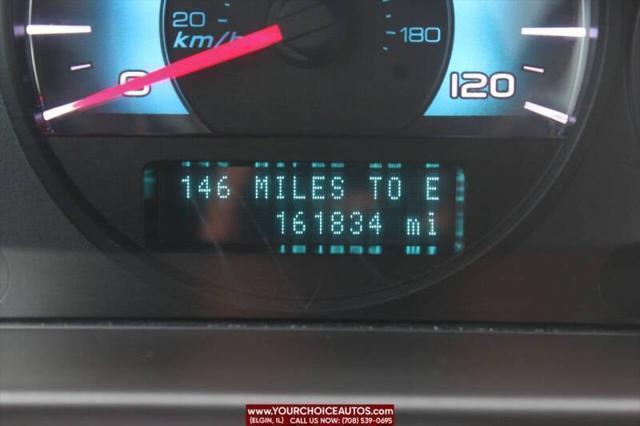 20
km/h
180
0
120
146 MILES TO E
161834 mi
WWW.YOURCHOICEAUTOS.COM
(ELGIN, IL) CALL US NOW: (708) 539-0695